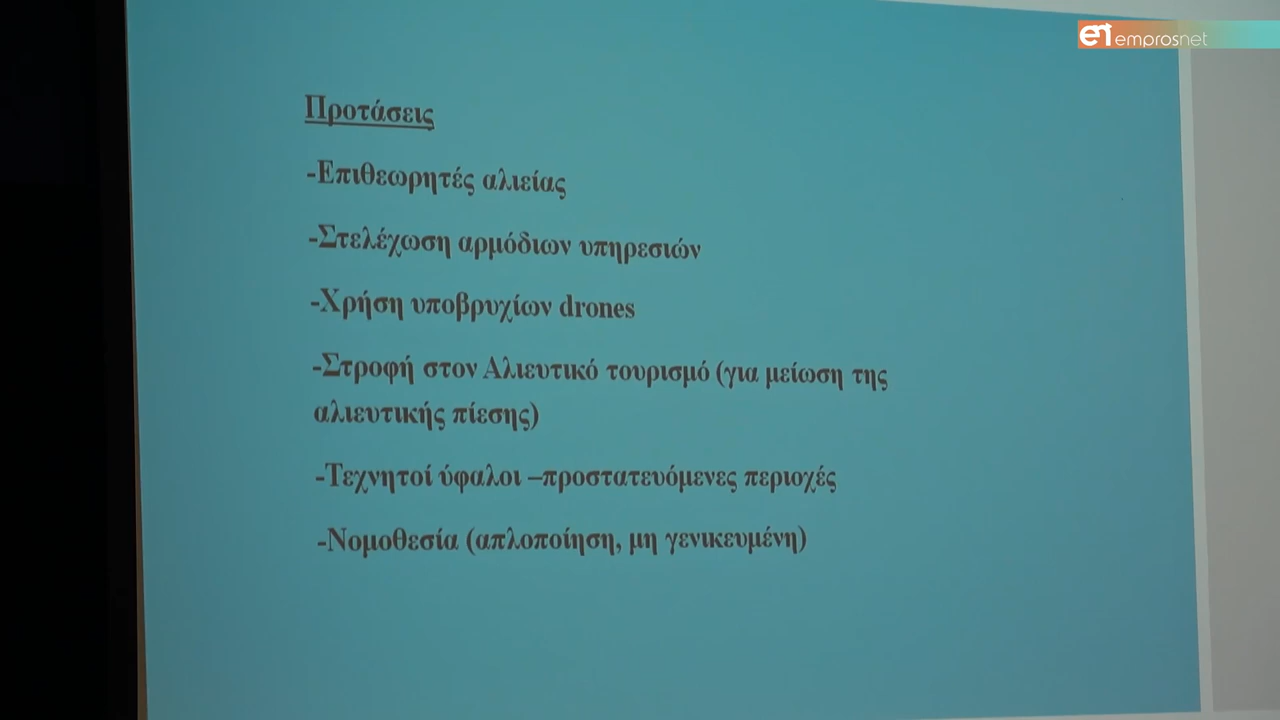 emprosnet
Προτάσεις
-Επιθεωρητές αλιείας
-Στελέχωση αρμόδιων υπηρεσιών
-Χρήση υποβρυχίων drones
-Στροφή στον Αλιευτικό τουρισμό (για μείωση της
αλιευτικής πίεσης)
-Τεχνητοί ύφαλοι –προστατευόμενες περιοχές
-Νομοθεσία (απλοποίηση, μη γενικευμένη)